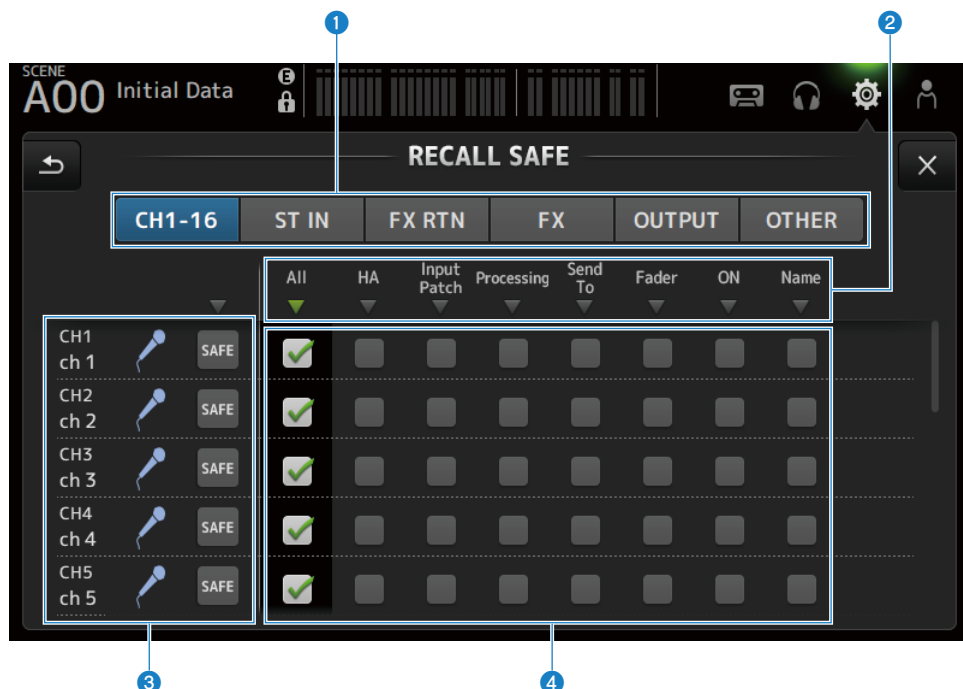 1 2
SCENE
A00 Initial Data E
RECALL SAFE
CH1-16 ST IN FX RTN FX OUTPUT OTHER
All HA Input Patch Processing Send To Fader ON Name
CH1
ch 1 SAFE
CH2
ch 2 SAFE
CH3
ch 3 SAFE
CH4
ch 4 SAFE
CH5
ch 5 SAFE
3 4